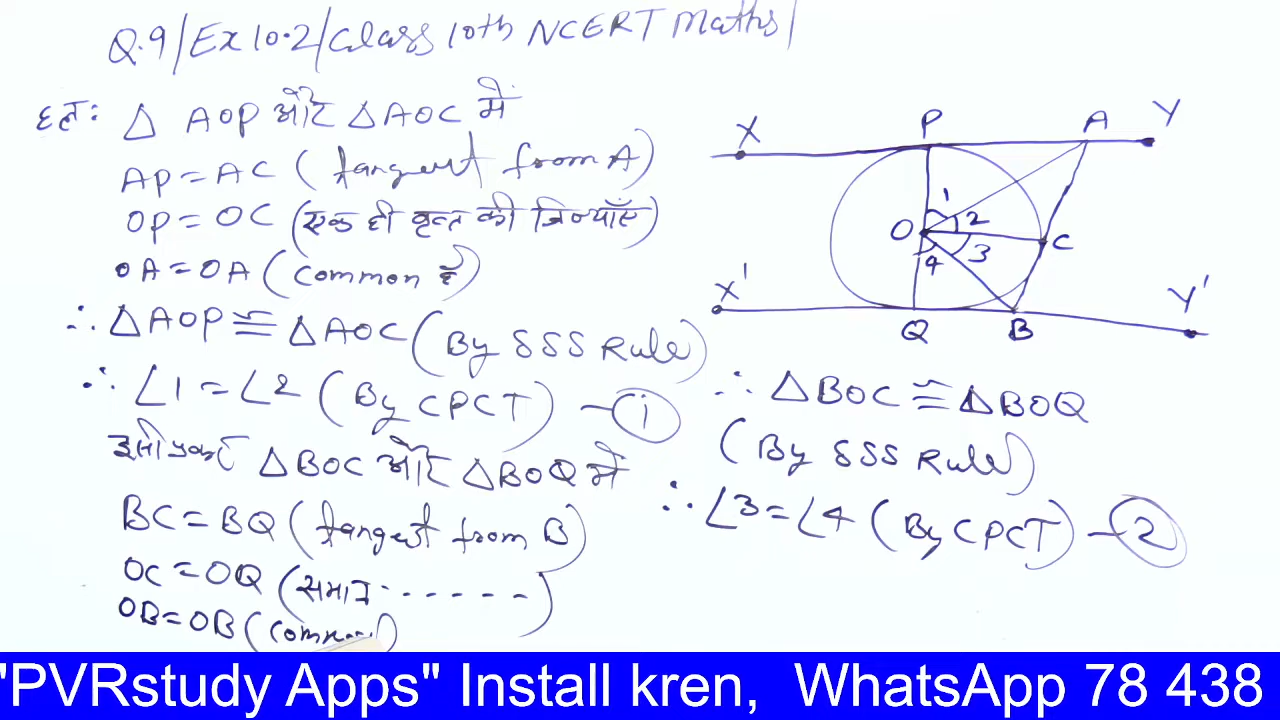 Q.9/Ex 10.2/Class 10th NCERT Maths/
हल: △ AOP और △AOC में
AP = AC (tangent from A)
OP = OC (एक ही वृत्त की त्रिज्याएँ)
OA = OA (common है)
∴ △AOP ≅ △AOC (By SSS Rule)
∴ ∠1 = ∠2 (By CPCT) — 1
इसी प्रकार △BOC और △BOQ में
BC = BQ (tangent from B)
OC = OQ (समान ------)
OB = OB (common)
X
P
A
Y
1
2
O
C
3
4
X'
Y'
Q
B
∴ △BOC ≅ △BOQ
(By SSS Rule)
∴ ∠3 = ∠4 (By CPCT) — 2
"PVRstudy Apps" Install kren, WhatsApp 78 438